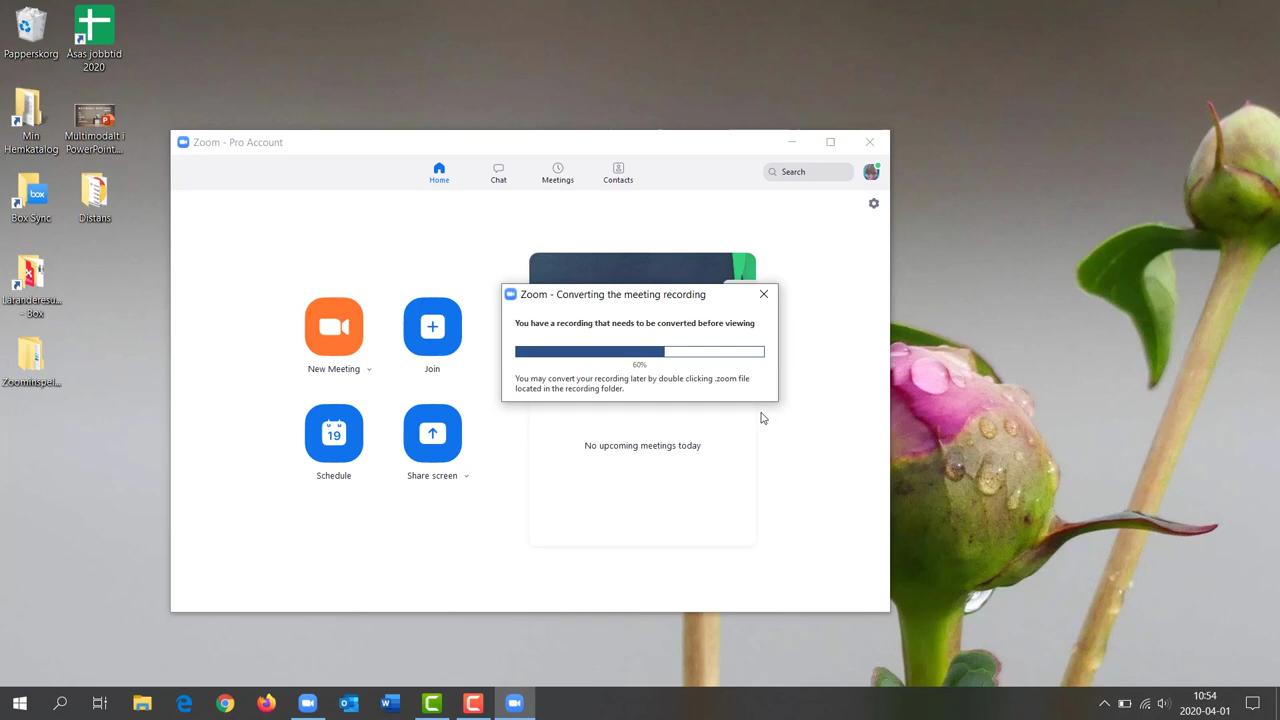 Papperskorg
Åsas jobbtid
2020
Min
Hemkatalog
Multimodalt i
PowerPoint...
Box Sync
box
Distans
Läranderesu...
- Box
Zoominspel...
Zoom - Pro Account
Home
Chat
Meetings
Contacts
Search
New Meeting
Join
19
Schedule
Share screen
Zoom - Converting the meeting recording
You have a recording that needs to be converted before viewing
60%
You may convert your recording later by double clicking .zoom file
located in the recording folder.
No upcoming meetings today
10:54
2020-04-01